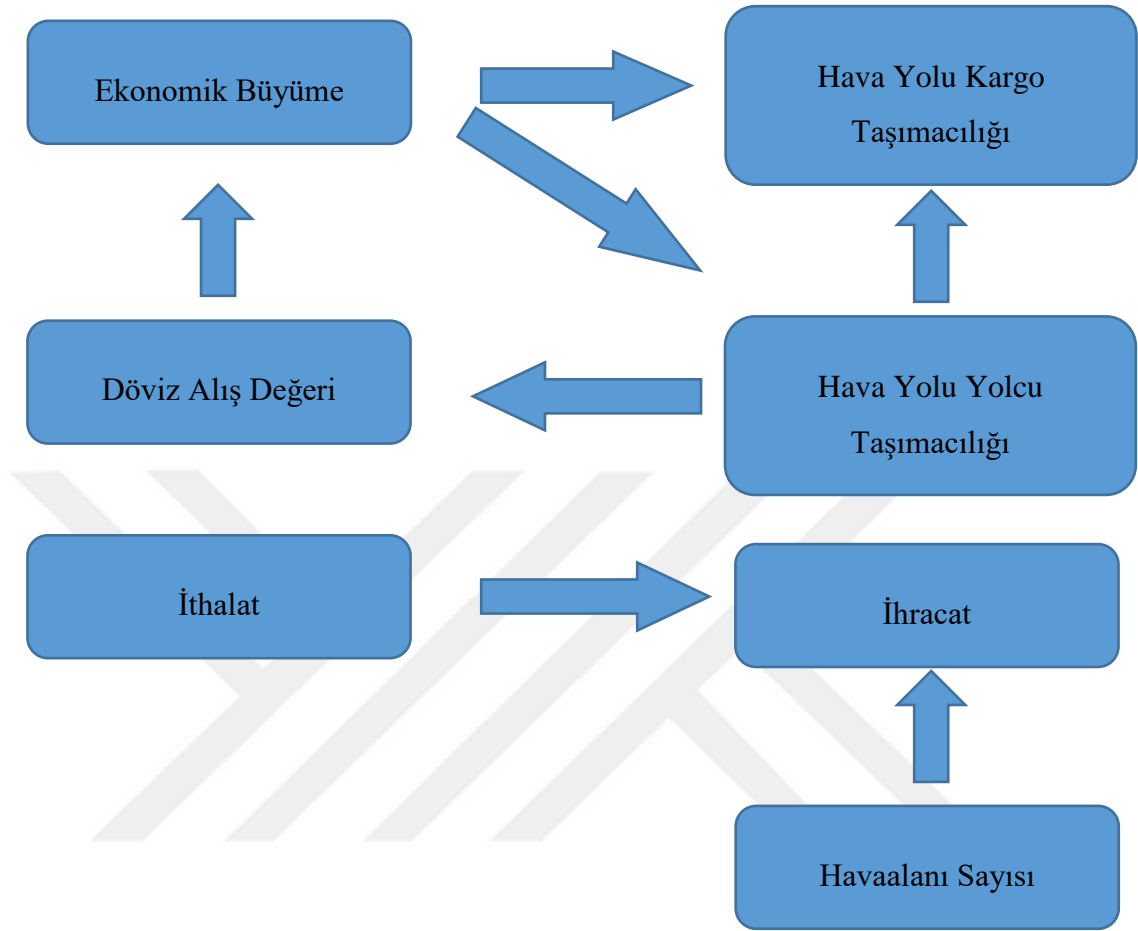 Ekonomik Büyüme
Hava Yolu Kargo
Taşımacılığı
Döviz Alış Değeri
Hava Yolu Yolcu
Taşımacılığı
İthalat
İhracat
Havaalanı Sayısı